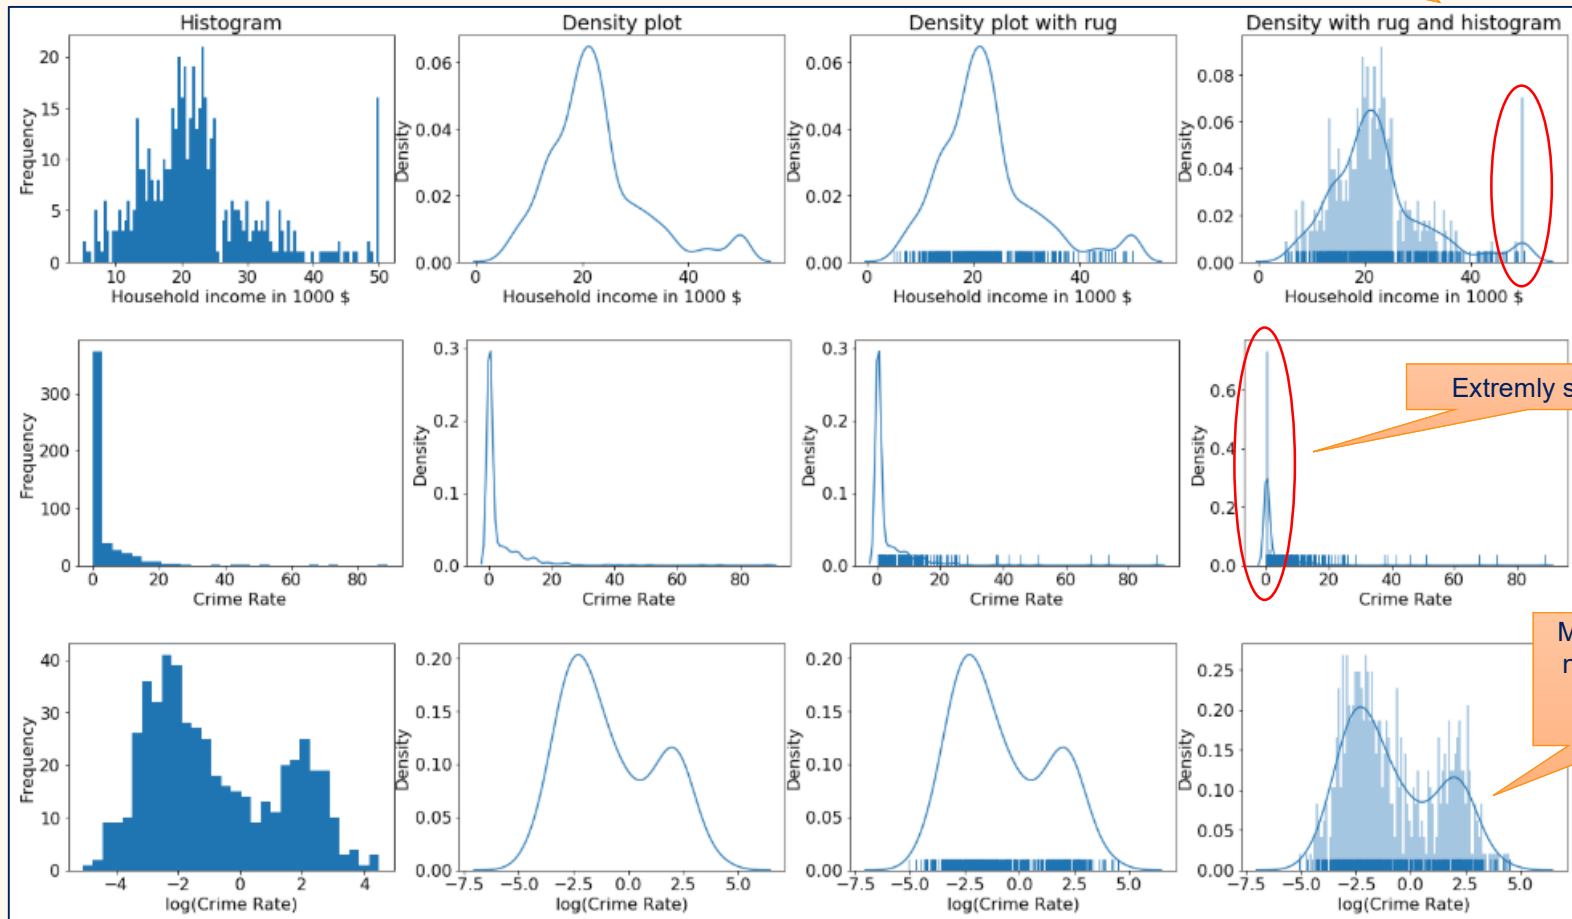 Histogram
Density plot
Density plot with rug
Density with rug and histogram
Frequency
20
15
10
5
0
10 20 30 40 50
Household income in 1000 $
Density
0.06
0.04
0.02
0.00
0 20 40
Household income in 1000 $
Density
0.06
0.04
0.02
0.00
0 20 40
Household income in 1000 $
Density
0.08
0.06
0.04
0.02
0.00
0 20 40
Household income in 1000 $
Frequency
300
200
100
0
0 20 40 60 80
Crime Rate
Density
0.3
0.2
0.1
0.0
0 20 40 60 80
Crime Rate
Density
0.3
0.2
0.1
0.0
0 20 40 60 80
Crime Rate
Density
0.6
0.4
0.2
0.0
0 20 40 60 80
Crime Rate
Extremly s
Frequency
40
30
20
10
0
−4 −2 0 2 4
log(Crime Rate)
Density
0.20
0.15
0.10
0.05
0.00
−7.5 −5.0 −2.5 0.0 2.5 5.0
log(Crime Rate)
Density
0.20
0.15
0.10
0.05
0.00
−7.5 −5.0 −2.5 0.0 2.5 5.0
log(Crime Rate)
Density
0.25
0.20
0.15
0.10
0.05
0.00
−7.5 −5.0 −2.5 0.0 2.5 5.0
log(Crime Rate)
M
n